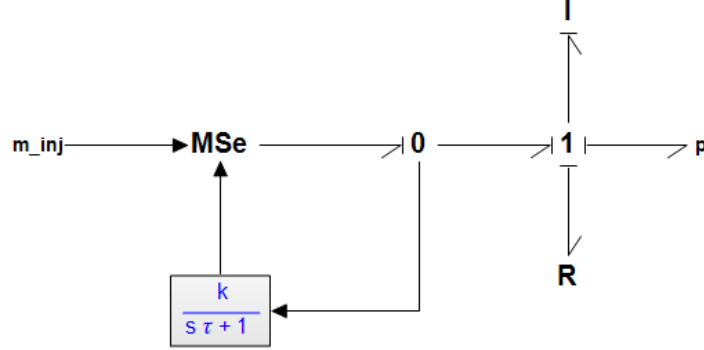 I
m_inj MSe 0 1 p
k
s τ + 1
R